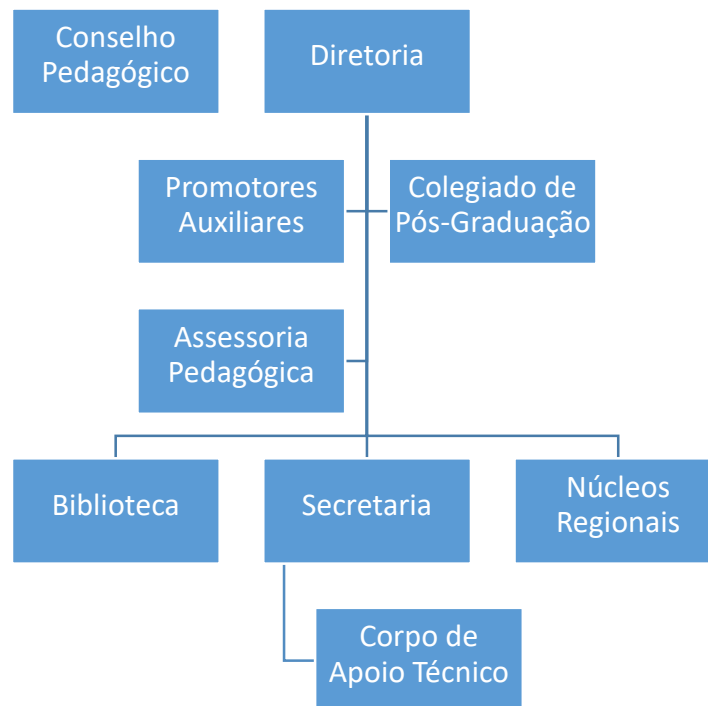 Conselho
Pedagógico
Diretoria
Promotores
Auxiliares
Colegiado de
Pós-Graduação
Assessoria
Pedagógica
Biblioteca
Secretaria
Núcleos
Regionais
Corpo de
Apoio Técnico